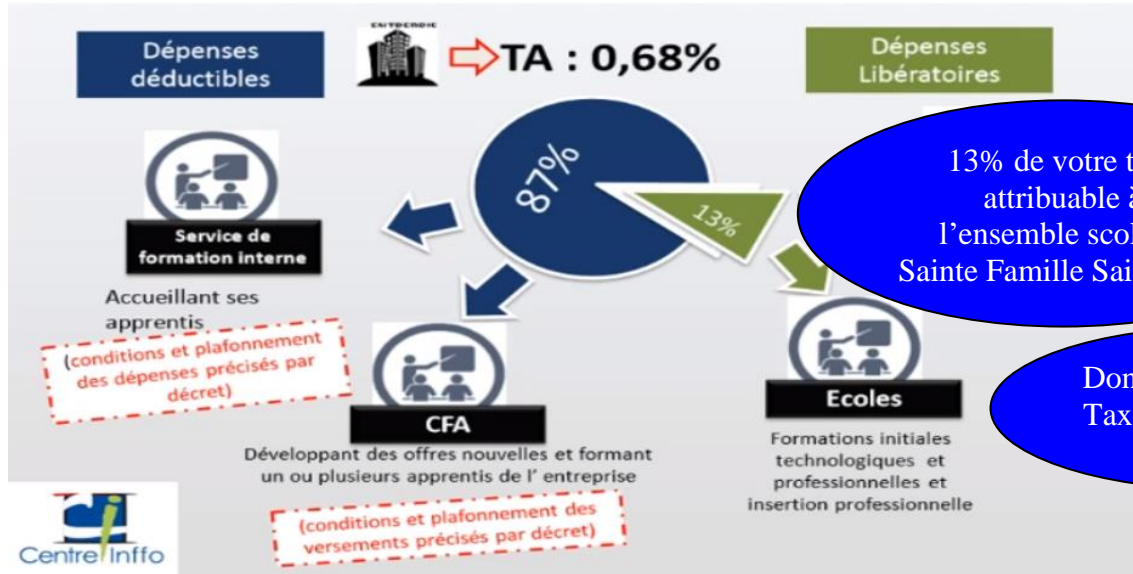 ENTREPRISE
Dépenses
déductibles
TA : 0,68%
Dépenses
Libératoires
87%
13%
13% de votre t
attribuable à
l’ensemble scol
Sainte Famille Sai
Service de
formation interne
Accueillant ses
apprentis
(conditions et plafonnement
des dépenses précisés par
décret)
CFA
Développant des offres nouvelles et formant
un ou plusieurs apprentis de l’ entreprise
(conditions et plafonnement des
versements précisés par décret)
Ecoles
Formations initiales
technologiques et
professionnelles et
insertion professionnelle
Don
Tax
Centre Inffo